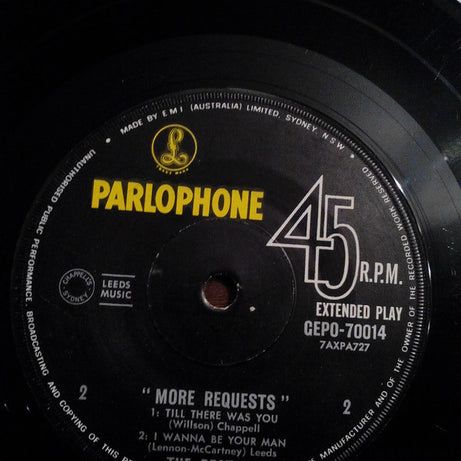 MADE BY E M I (AUSTRALIA) LIMITED, SYDNEY, N·S·W·
UNAUTHORISED PUBLIC PERFORMANCE, BROADCASTING AND COPYING OF
MANUFACTURER AND OF THE OWNER OF THE RECORDED WORK RESERVED
£
TRADE MARK
PARLOPHONE
45 R.P.M.
EXTENDED PLAY
GEPO-70014
7AXPA727
CHAPPELL'S SYDNEY
LEEDS MUSIC
2
2
" MORE REQUESTS "
1: TILL THERE WAS YOU
(Willson) Chappell
2: I WANNA BE YOUR MAN
(Lennon-McCartney) Leeds
THE